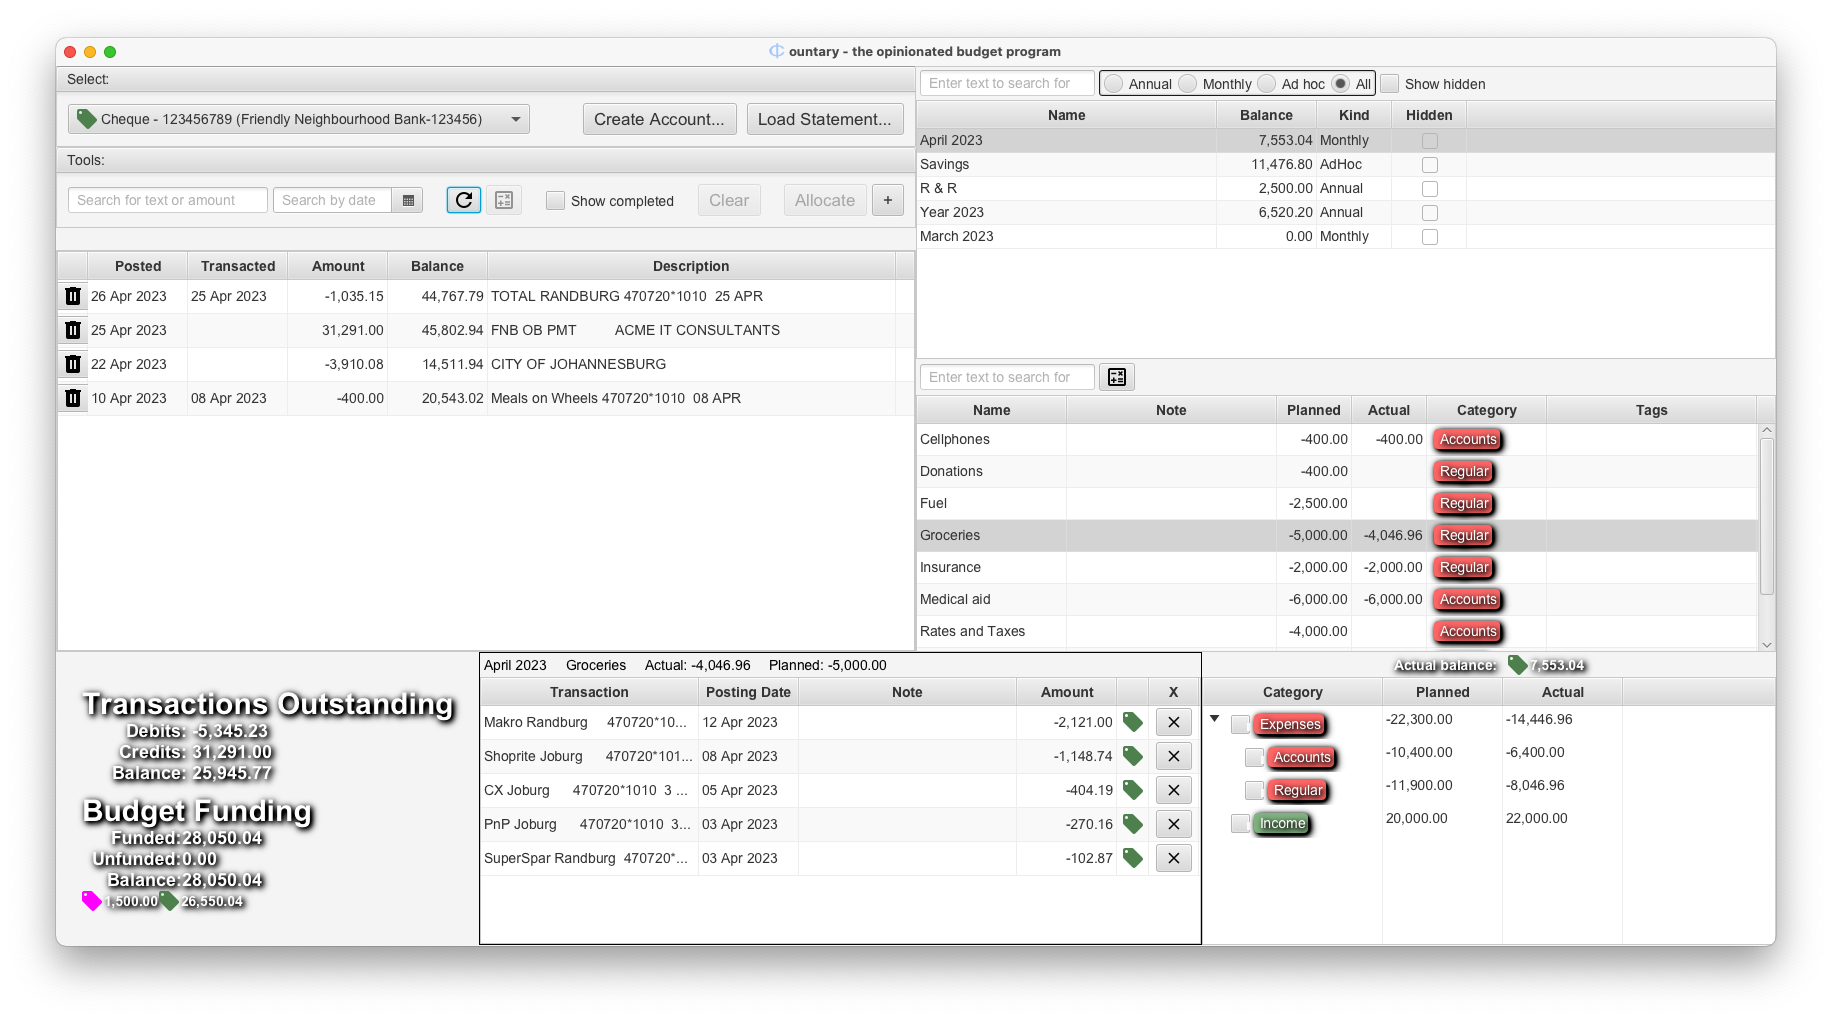 ountary - the opinionated budget program
Select:
Cheque - 123456789 (Friendly Neighbourhood Bank-123456)
Create Account...
Load Statement...
Tools:
Search for text or amount
Search by date
Show completed
Clear
Allocate
+
Posted Transacted Amount Balance Description
26 Apr 2023 25 Apr 2023 -1,035.15 44,767.79 TOTAL RANDBURG 470720*1010 25 APR
25 Apr 2023 31,291.00 45,802.94 FNB OB PMT ACME IT CONSULTANTS
22 Apr 2023 -3,910.08 14,511.94 CITY OF JOHANNESBURG
10 Apr 2023 08 Apr 2023 -400.00 20,543.02 Meals on Wheels 470720*1010 08 APR
Enter text to search for
Annual Monthly Ad hoc All Show hidden
Name Balance Kind Hidden
April 2023 7,553.04 Monthly
Savings 11,476.80 AdHoc
R & R 2,500.00 Annual
Year 2023 6,520.20 Annual
March 2023 0.00 Monthly
Enter text to search for
Name Note Planned Actual Category Tags
Cellphones -400.00 -400.00 Accounts
Donations -400.00 Regular
Fuel -2,500.00 Regular
Groceries -5,000.00 -4,046.96 Regular
Insurance -2,000.00 -2,000.00 Regular
Medical aid -6,000.00 -6,000.00 Accounts
Rates and Taxes -4,000.00 Accounts
Transactions Outstanding
Debits: -5,345.23
Credits: 31,291.00
Balance: 25,945.77
Budget Funding
Funded:28,050.04
Unfunded:0.00
Balance:28,050.04
1,500.00 26,550.04
April 2023 Groceries Actual: -4,046.96 Planned: -5,000.00
Transaction Posting Date Note Amount X
Makro Randburg 470720*10... 12 Apr 2023 -2,121.00
Shoprite Joburg 470720*101... 08 Apr 2023 -1,148.74
CX Joburg 470720*1010 3 ... 05 Apr 2023 -404.19
PnP Joburg 470720*1010 3... 03 Apr 2023 -270.16
SuperSpar Randburg 470720*... 03 Apr 2023 -102.87
Actual balance: 7,553.04
Category Planned Actual
Expenses -22,300.00 -14,446.96
Accounts -10,400.00 -6,400.00
Regular -11,900.00 -8,046.96
Income 20,000.00 22,000.00